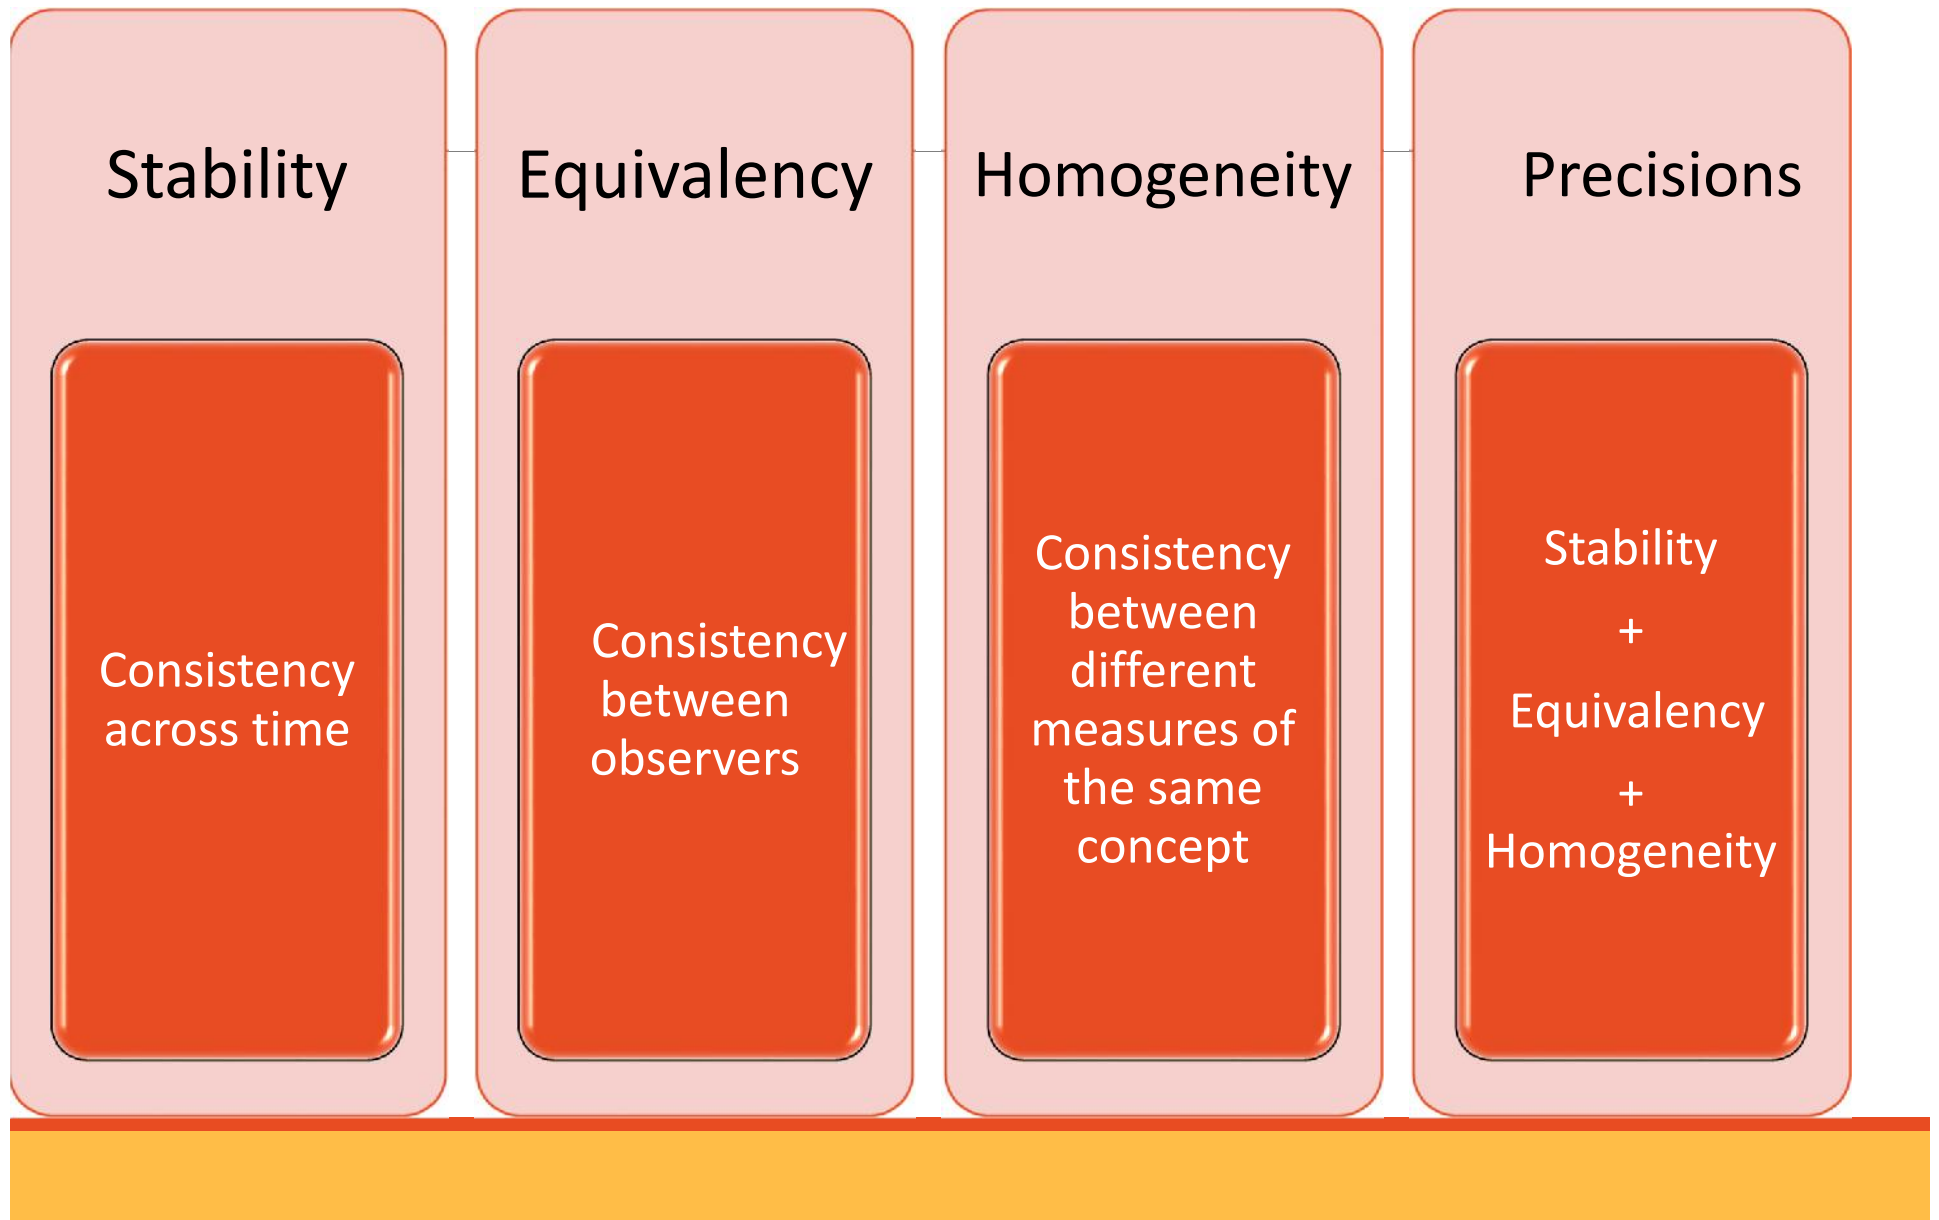 Stability
Consistency
across time
Equivalency
Consistency
between
observers
Homogeneity
Consistency
between
different
measures of
the same
concept
Precisions
Stability
+
Equivalency
+
Homogeneity